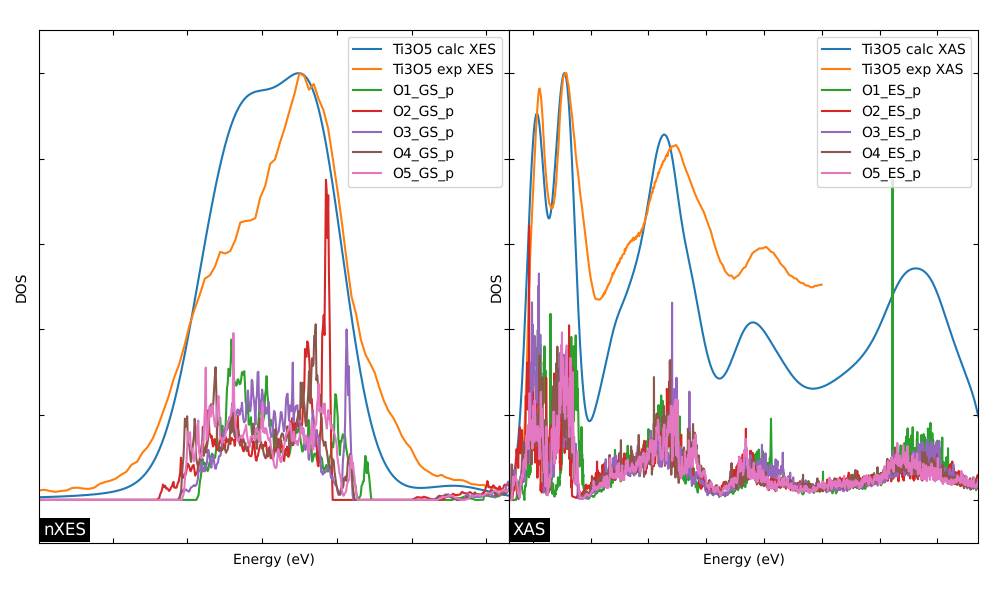 Ti3O5 calc XES
Ti3O5 exp XES
O1_GS_p
O2_GS_p
O3_GS_p
O4_GS_p
O5_GS_p
DOS
nXES
Energy (eV)
Ti3O5 calc XAS
Ti3O5 exp XAS
O1_ES_p
O2_ES_p
O3_ES_p
O4_ES_p
O5_ES_p
DOS
XAS
Energy (eV)